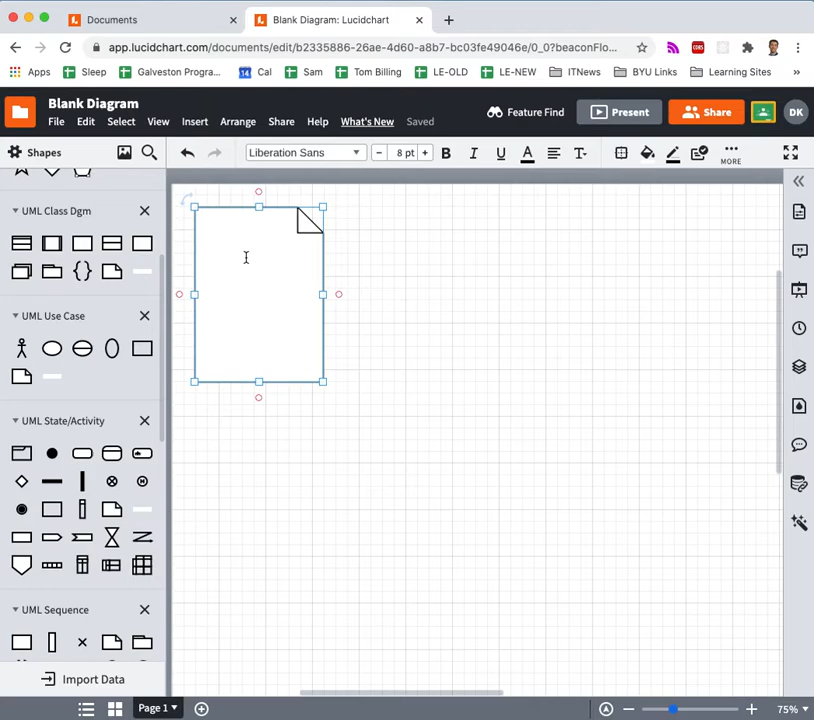 Documents
Blank Diagram: Lucidchart
app.lucidchart.com/documents/edit/b2335886-26ae-4d60-a8b7-bc03fe49046e/0_0?beaconFlo...
Apps
Sleep
Galveston Progra...
Cal
Sam
Tom Billing
LE-OLD
LE-NEW
ITNews
BYU Links
Learning Sites
»
Blank Diagram
File
Edit
Select
View
Insert
Arrange
Share
Help
What's New
Saved
Feature Find
Present
Share
DK
Shapes
Liberation Sans
8 pt
B
I
U
A
T
MORE
UML Class Dgm
UML Use Case
UML State/Activity
UML Sequence
Import Data
Page 1
75%